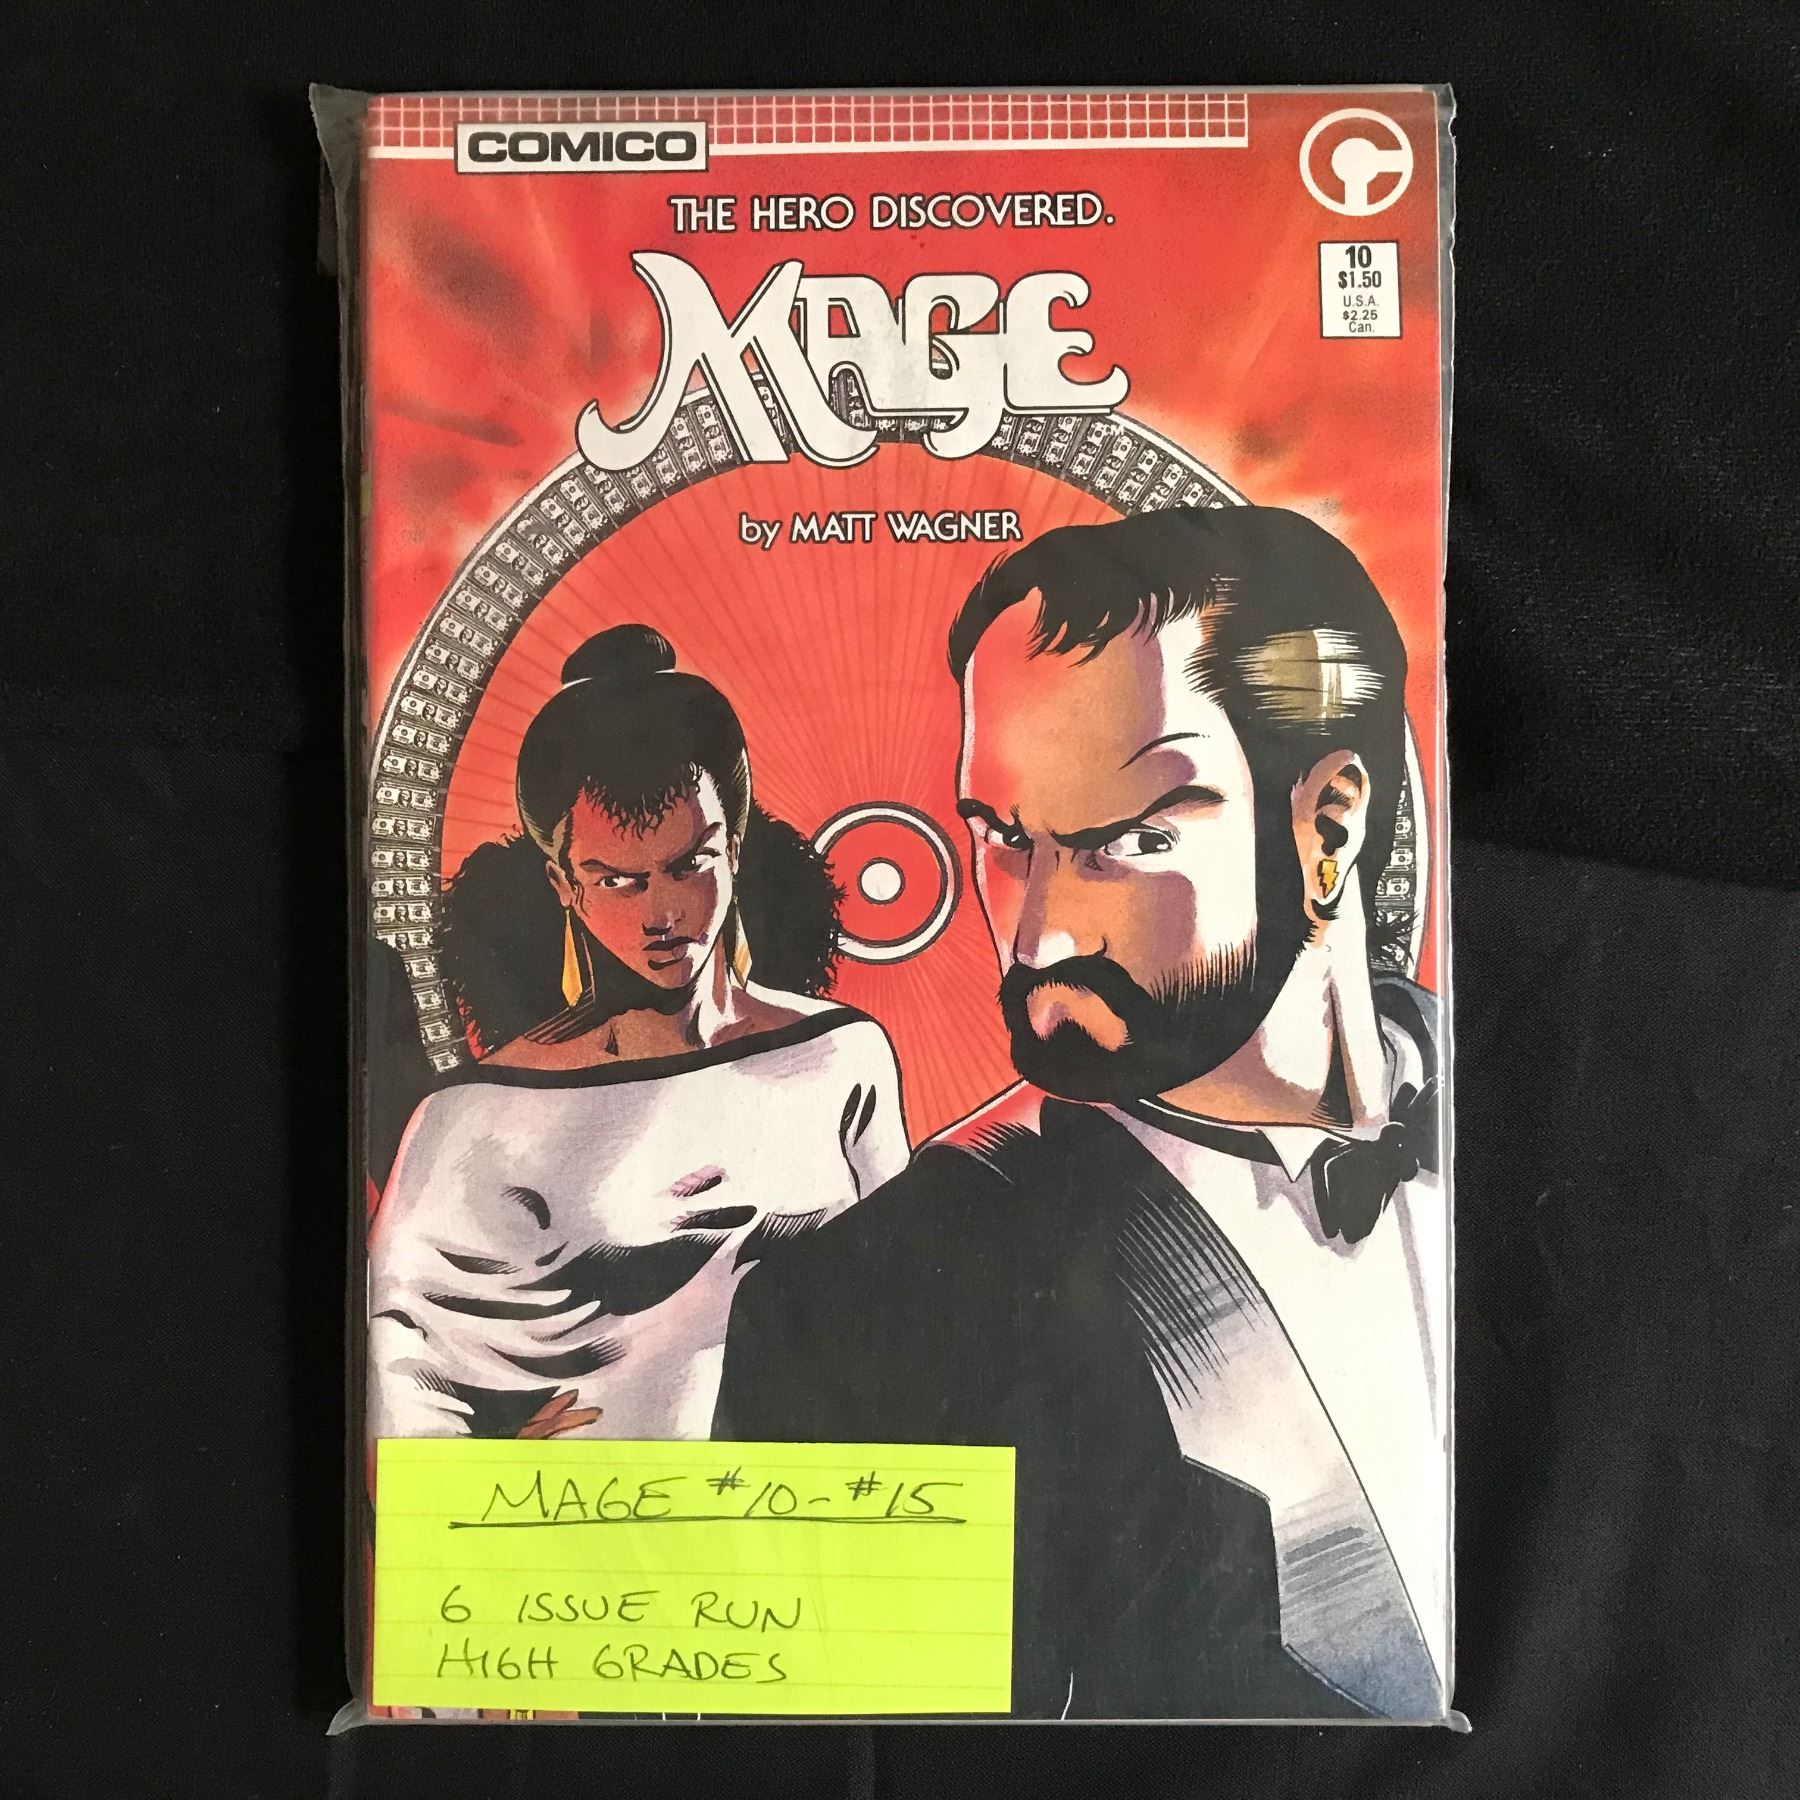 COMICO
THE HERO DISCOVERED.
MAGE
TM
by MATT WAGNER
10
$1.50
U.S.A.
$2.25
Can.
MAGE #10-#15
6 ISSUE RUN
HIGH GRADES